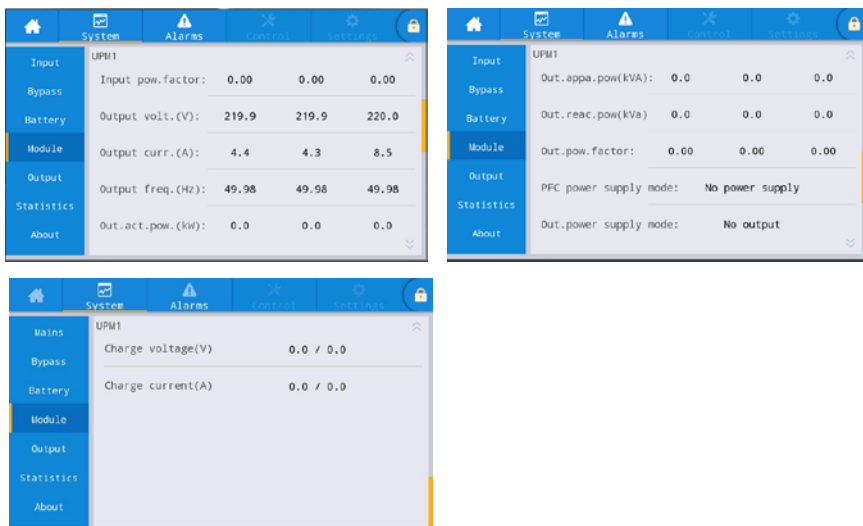 System Alarms Control Settings
Input
Bypass
Battery
Module
Output
Statistics
About
UPM1
Input pow.factor: 0.00 0.00 0.00
Output volt.(V): 219.9 219.9 220.0
Output curr.(A): 4.4 4.3 8.5
Output freq.(Hz): 49.98 49.98 49.98
Out.act.pow.(kW): 0.0 0.0 0.0
System Alarms Control Settings
Input
Bypass
Battery
Module
Output
Statistics
About
UPM1
Out.appa.pow(kVA): 0.0 0.0 0.0
Out.reac.pow(kVa) 0.0 0.0 0.0
Out.pow.factor: 0.00 0.00 0.00
PFC power supply mode: No power supply
Out.power supply mode: No output
System Alarms Control Settings
Mains
Bypass
Battery
Module
Output
Statistics
About
UPM1
Charge voltage(V) 0.0 / 0.0
Charge current(A) 0.0 / 0.0